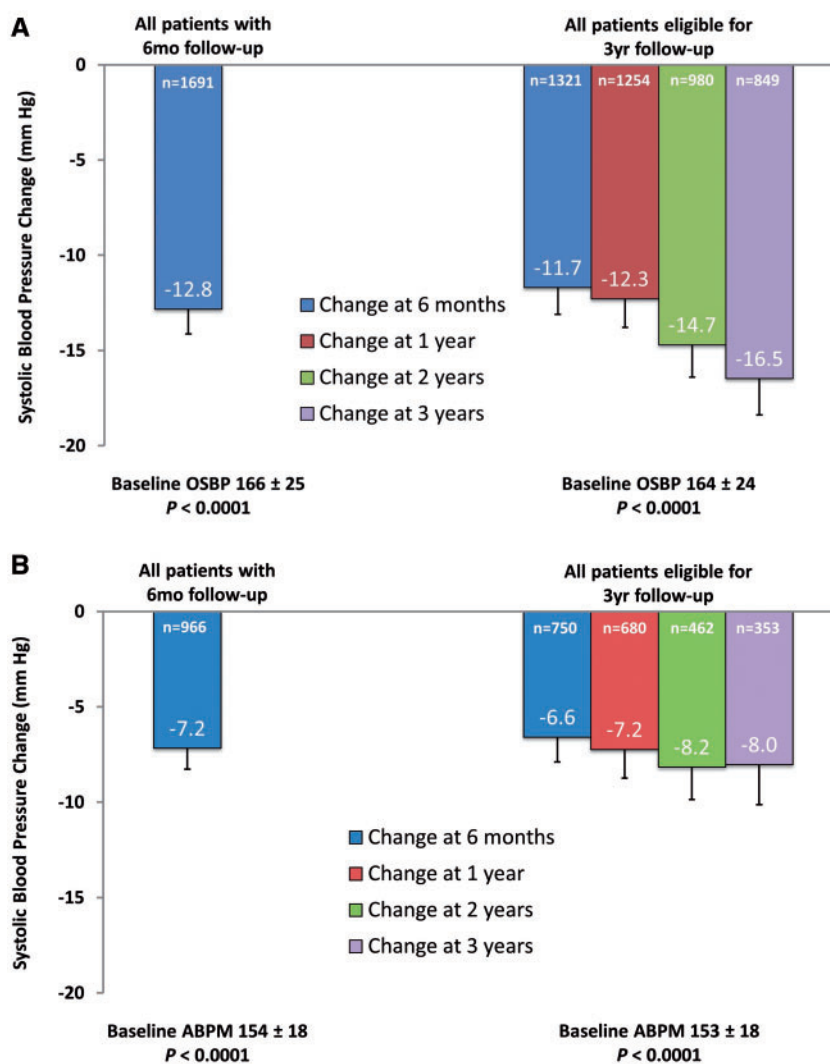 A
All patients with
6mo follow-up
All patients eligible for
3yr follow-up
Systolic Blood Pressure Change (mm Hg)
0
-5
-10
-15
-20
n=1691
-12.8
n=1321
n=1254
n=980
n=849
-11.7
-12.3
-14.7
-16.5
Change at 6 months
Change at 1 year
Change at 2 years
Change at 3 years
Baseline OSBP 166 ± 25
P < 0.0001
Baseline OSBP 164 ± 24
P < 0.0001
B
All patients with
6mo follow-up
All patients eligible for
3yr follow-up
Systolic Blood Pressure Change (mm Hg)
0
-5
-10
-15
-20
n=966
-7.2
n=750
n=680
n=462
n=353
-6.6
-7.2
-8.2
-8.0
Change at 6 months
Change at 1 year
Change at 2 years
Change at 3 years
Baseline ABPM 154 ± 18
P < 0.0001
Baseline ABPM 153 ± 18
P < 0.0001